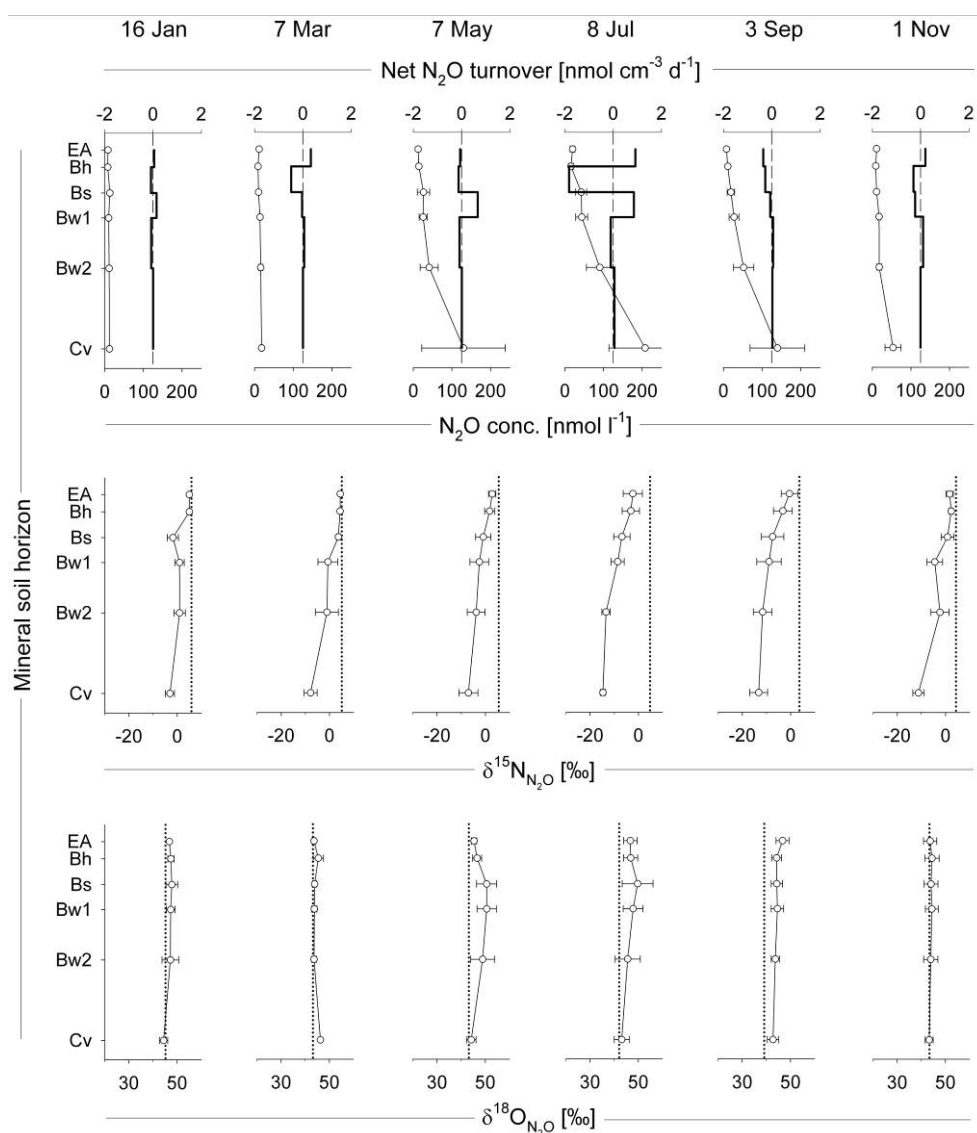 16 Jan 7 Mar 7 May 8 Jul 3 Sep 1 Nov
Net N₂O turnover [nmol cm⁻³ d⁻¹]
-2 0 2 -2 0 2 -2 0 2 -2 0 2 -2 0 2 -2 0 2
EA
Bh
Bs
Bw1
Bw2
Cv
0 100 200 0 100 200 0 100 200 0 100 200 0 100 200 0 100 200
N₂O conc. [nmol l⁻¹]
Mineral soil horizon
EA
Bh
Bs
Bw1
Bw2
Cv
-20 0 -20 0 -20 0 -20 0 -20 0 -20 0
δ¹⁵N_N₂O [‰]
EA
Bh
Bs
Bw1
Bw2
Cv
30 50 30 50 30 50 30 50 30 50 30 50
δ¹⁸O_N₂O [‰]